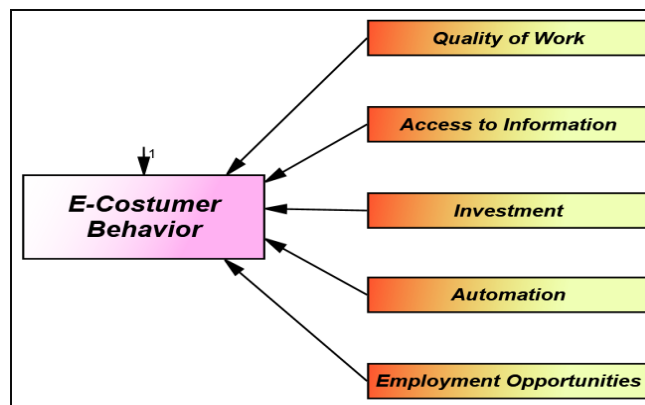 Quality of Work
Access to Information
1
E-Costumer
Behavior
Investment
Automation
Employment Opportunities